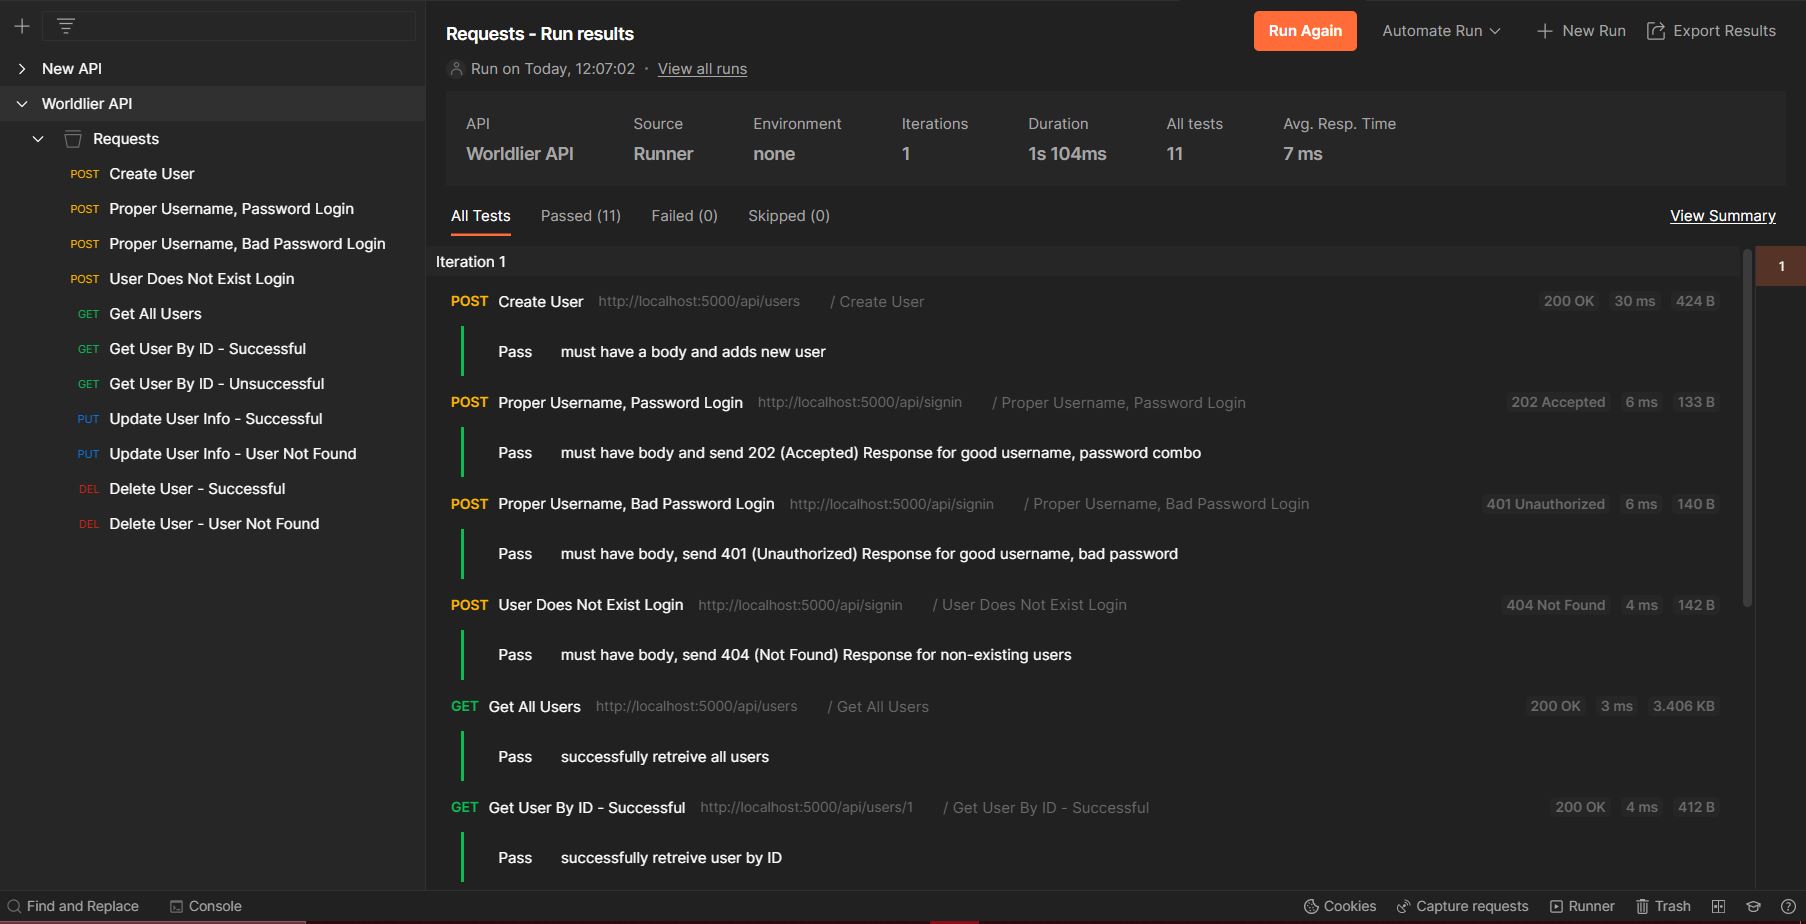 New API
Worldlier API
Requests
POST Create User
POST Proper Username, Password Login
POST Proper Username, Bad Password Login
POST User Does Not Exist Login
GET Get All Users
GET Get User By ID - Successful
GET Get User By ID - Unsuccessful
PUT Update User Info - Successful
PUT Update User Info - User Not Found
DEL Delete User - Successful
DEL Delete User - User Not Found
Requests - Run results
Run Again Automate Run New Run Export Results
Run on Today, 12:07:02 · View all runs
API Source Environment Iterations Duration All tests Avg. Resp. Time
Worldlier API Runner none 1 1s 104ms 11 7 ms
All Tests Passed (11) Failed (0) Skipped (0) View Summary
Iteration 1
1
POST Create User http://localhost:5000/api/users / Create User 200 OK 30 ms 424 B
Pass must have a body and adds new user
POST Proper Username, Password Login http://localhost:5000/api/signin / Proper Username, Password Login 202 Accepted 6 ms 133 B
Pass must have body and send 202 (Accepted) Response for good username, password combo
POST Proper Username, Bad Password Login http://localhost:5000/api/signin / Proper Username, Bad Password Login 401 Unauthorized 6 ms 140 B
Pass must have body, send 401 (Unauthorized) Response for good username, bad password
POST User Does Not Exist Login http://localhost:5000/api/signin / User Does Not Exist Login 404 Not Found 4 ms 142 B
Pass must have body, send 404 (Not Found) Response for non-existing users
GET Get All Users http://localhost:5000/api/users / Get All Users 200 OK 3 ms 3.406 KB
Pass successfully retreive all users
GET Get User By ID - Successful http://localhost:5000/api/users/1 / Get User By ID - Successful 200 OK 4 ms 412 B
Pass successfully retreive user by ID
Find and Replace Console Cookies Capture requests Runner Trash